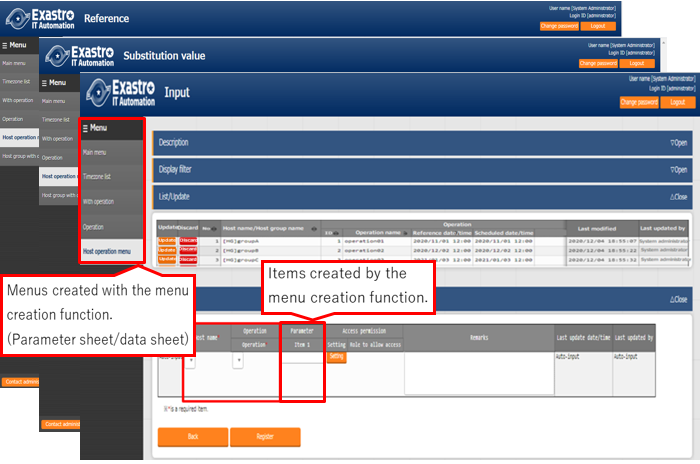 Exastro
IT Automation
Reference
User name [System Administrator]
Login ID [administrator]
Change password
Logout
Menu
Main menu
Timezone list
With operation
Operation
Host operation
Host group with
Contact administ
Exastro
IT Automation
Substitution value
User name [System Administrator]
Login ID [administrator]
Change password
Logout
Menu
Main menu
Timezone list
With operation
Operation
Host operation
Host group with
Contact administ
Exastro
IT Automation
Input
User name [System Administrator]
Login ID [administrator]
Change password
Logout
Menu
Main menu
Timezone list
With operation
Operation
Host operation menu
Description
▽Open
Display filter
▽Open
List/Update
△Close
Update Discard No Host name/Host group name Operation Last modified Last updated by
No Operation name Reference date/time Scheduled date/time
Update Discard 1 [HG]groupA 1 operation01 2020/11/01 12:00 2020/11/01 12:00 2020/12/04 18:55:07 System administrator
Update Discard 2 [HG]groupB 2 operation02 2020/12/02 12:00 2020/12/02 12:00 2020/12/04 18:55:22 System administrator
Update Discard 3 [HG]groupC 3 operation03 2021/01/03 12:00 2021/01/03 12:00 2020/12/04 18:55:32 System administrator
Menus created with the menu
creation function.
(Parameter sheet/data sheet)
Items created by the
menu creation function.
△Close
Host name* Operation Parameter Access permission Remarks Last update date/time Last updated by
Operation* Item 1 Setting Role to allow access
Setting Auto-input Auto-input
※* is a required item.
Back
Register